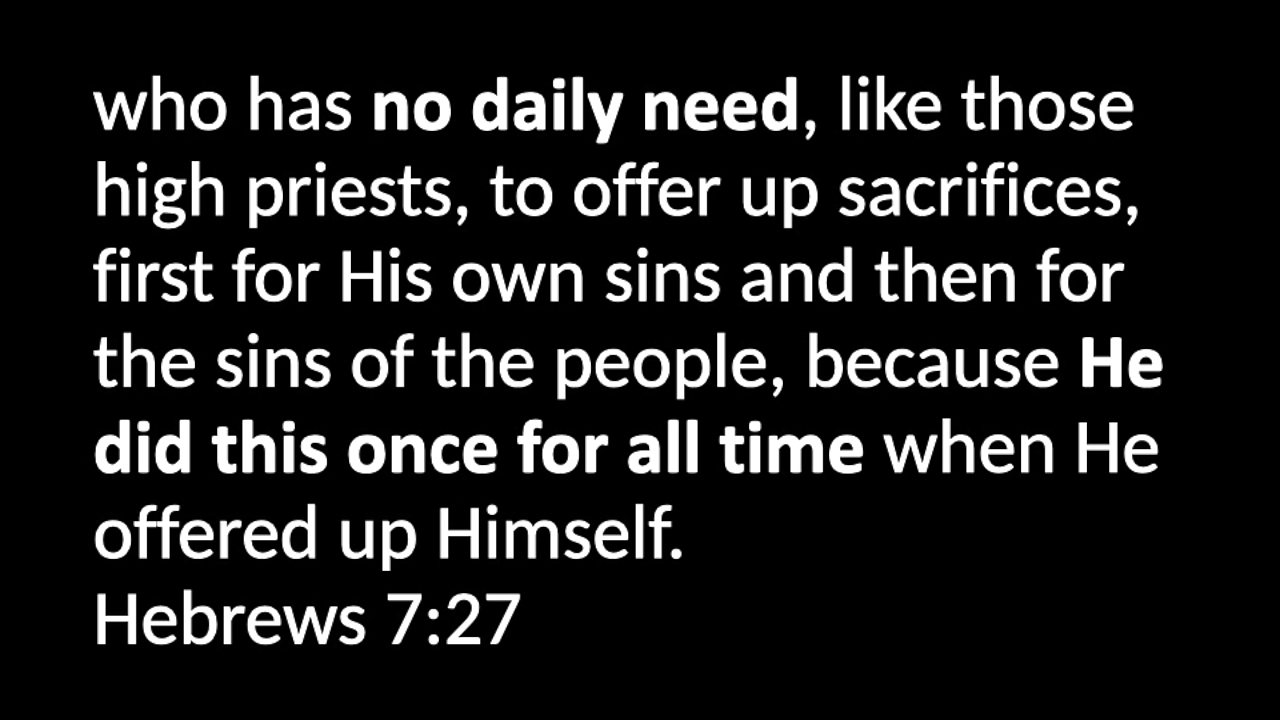 who has no daily need, like those
high priests, to offer up sacrifices,
first for His own sins and then for
the sins of the people, because He
did this once for all time when He
offered up Himself.
Hebrews 7:27